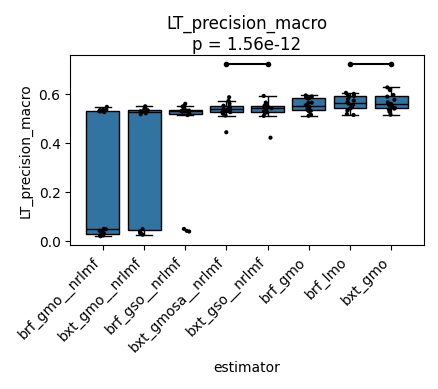 LT_precision_macro
p = 1.56e-12
LT_precision_macro
0.6
0.4
0.2
0.0
brf_gmo__nrlmf
bxt_gmo__nrlmf
brf_gso__nrlmf
bxt_gmosa__nrlmf
bxt_gso__nrlmf
brf_gmo
brf_lmo
bxt_gmo
estimator